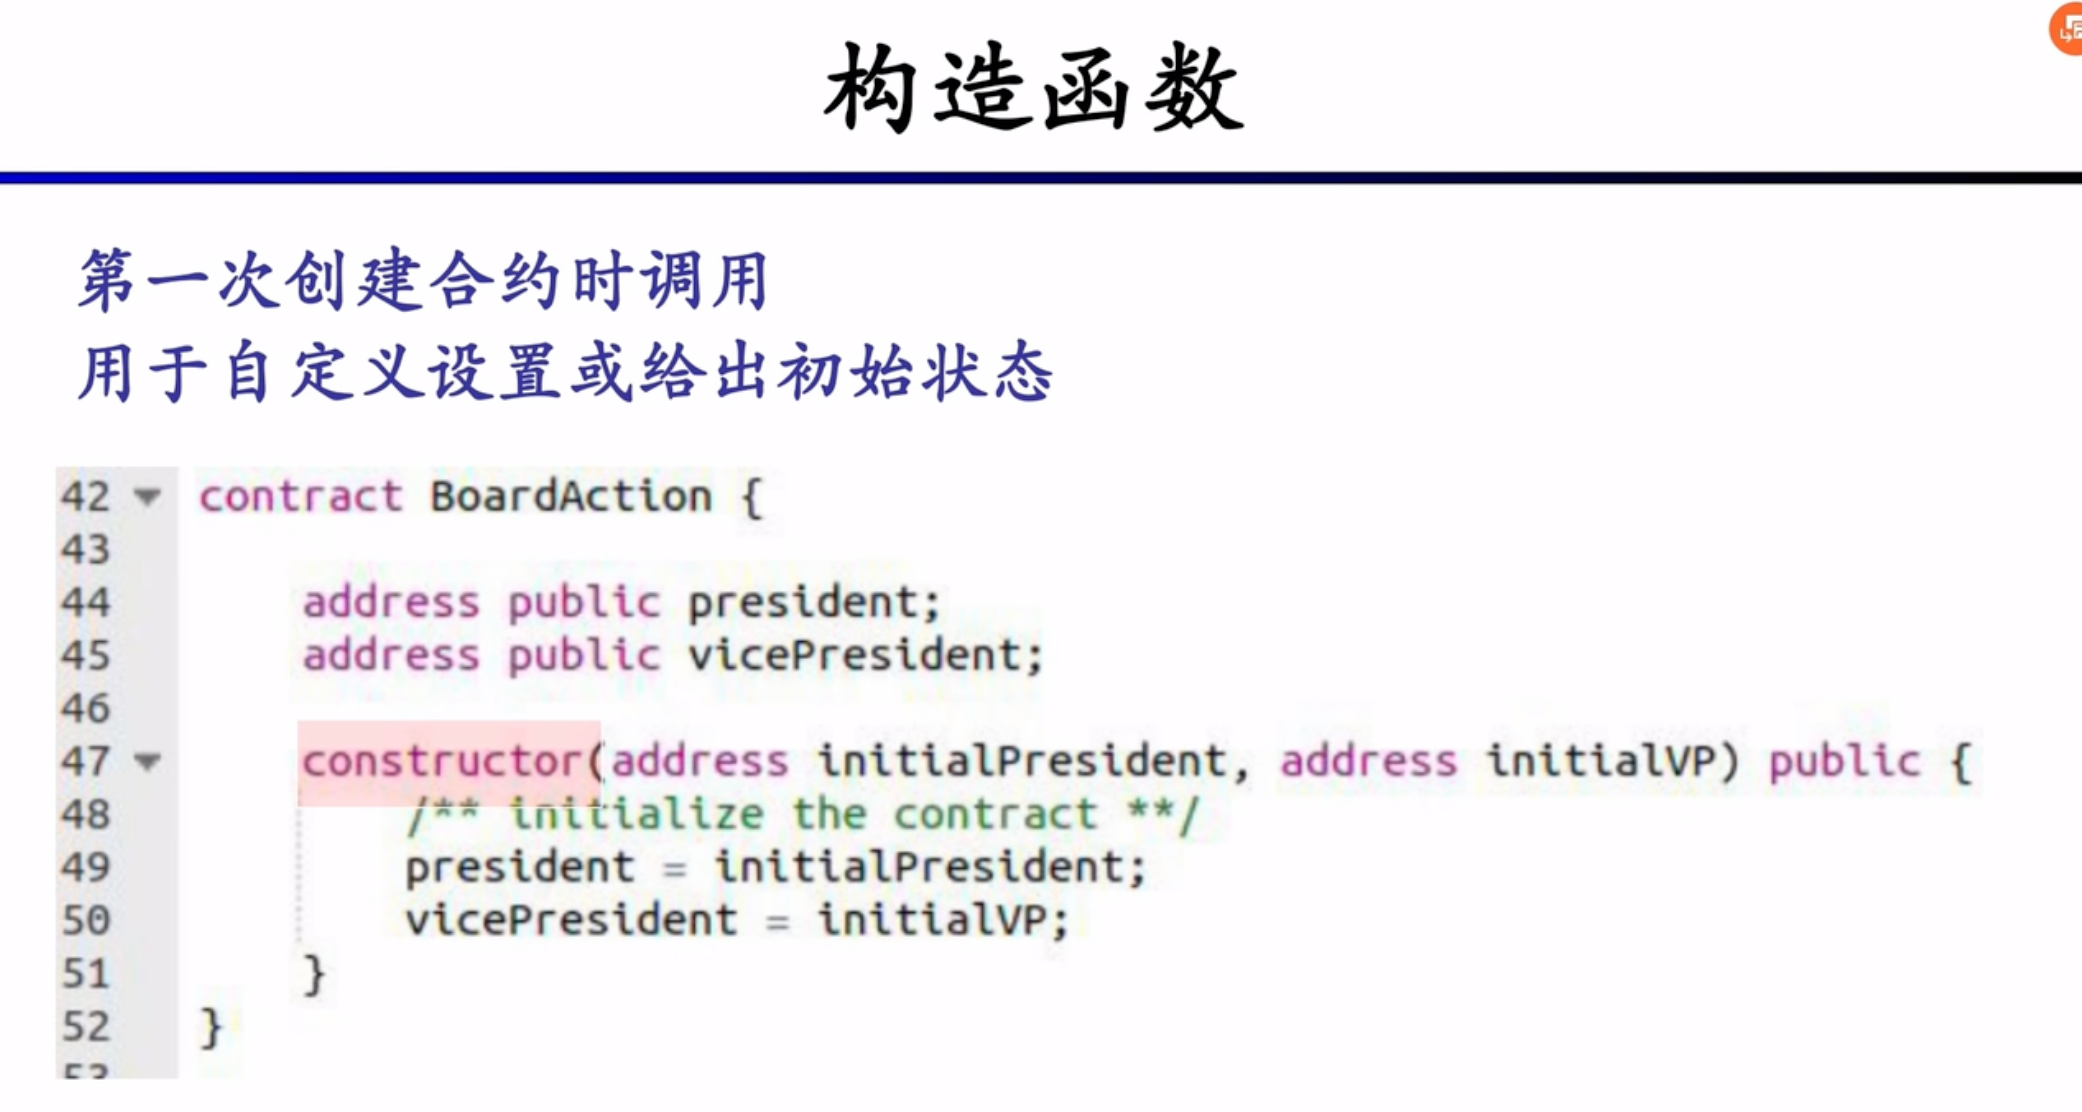 构造函数
第一次创建合约时调用
用于自定义设置或给出初始状态
42 contract BoardAction {
43
44 address public president;
45 address public vicePresident;
46
47 constructor(address initialPresident, address initialVP) public {
48 /** initialize the contract **/
49 president = initialPresident;
50 vicePresident = initialVP;
51 }
52 }
53